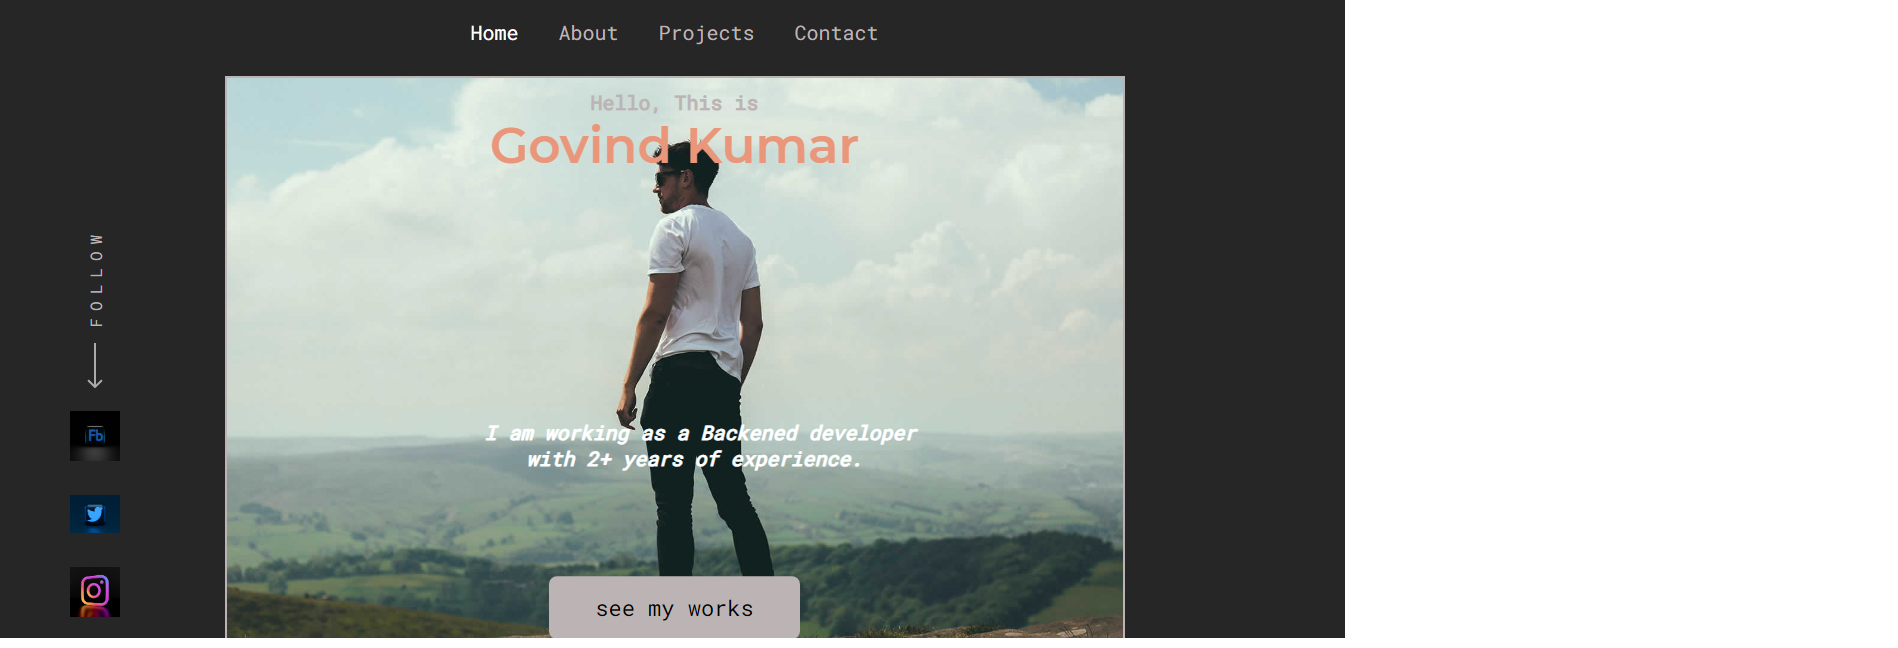 Home About Projects Contact
Hello, This is
Govind Kumar
FOLLOW
Fb
I am working as a Backened developer
with 2+ years of experience.
see my works